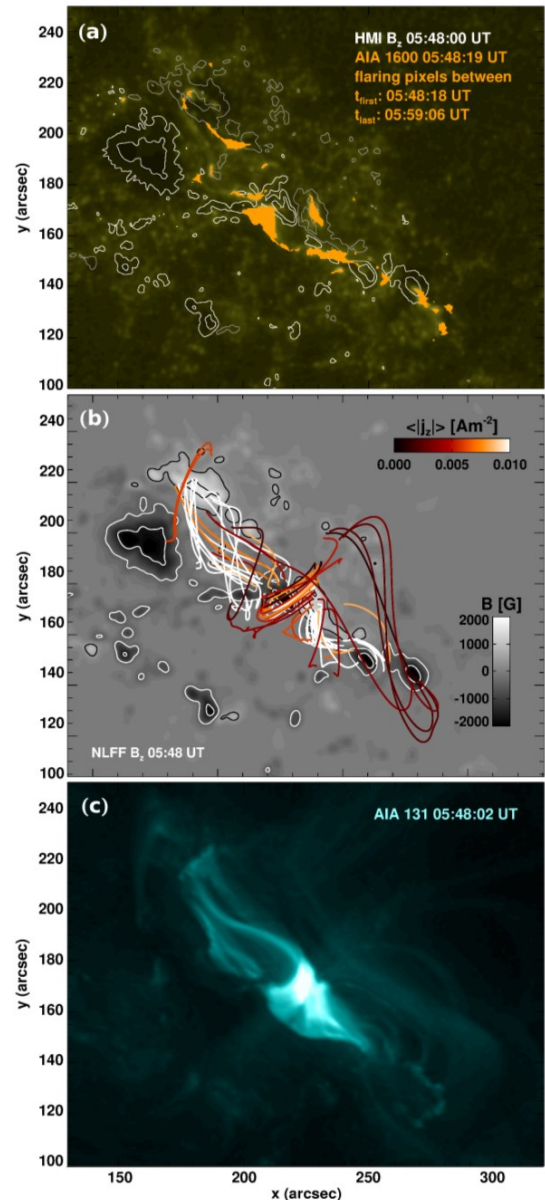 (a)
HMI B_z 05:48:00 UT
AIA 1600 05:48:19 UT
flaring pixels between
t_first: 05:48:18 UT
t_last: 05:59:06 UT
y (arcsec)
240
220
200
180
160
140
120
100
(b)
<|j_z|> [Am⁻²]
0.000 0.005 0.010
B [G]
2000
1000
0
-1000
-2000
NLFF B_z 05:48 UT
y (arcsec)
240
220
200
180
160
140
120
100
(c)
AIA 131 05:48:02 UT
y (arcsec)
240
220
200
180
160
140
120
100
150 200 250 300
x (arcsec)